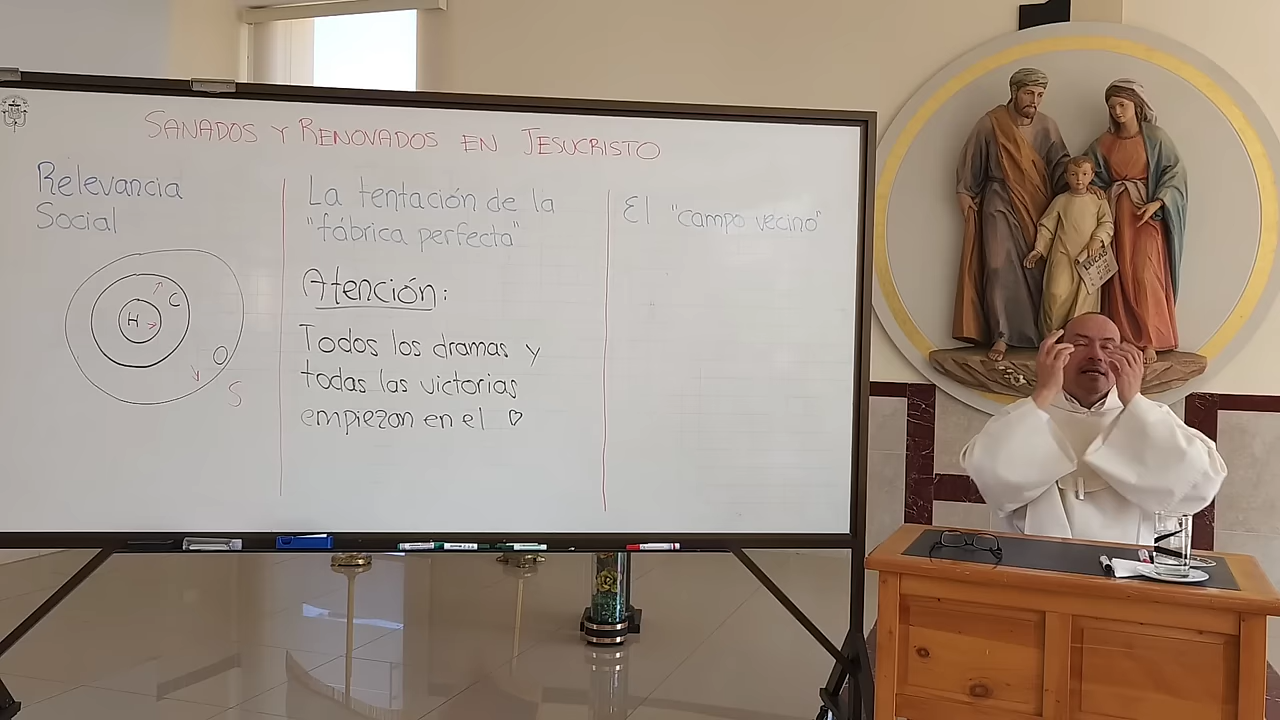 SANADOS Y RENOVADOS EN JESUCRISTO
Relevancia
Social
H
C
S
La tentación de la
"fábrica perfecta"
Atención:
Todos los dramas y
todas las victorias
empiezan en el ♡
El "campo vecino"
LUCAS